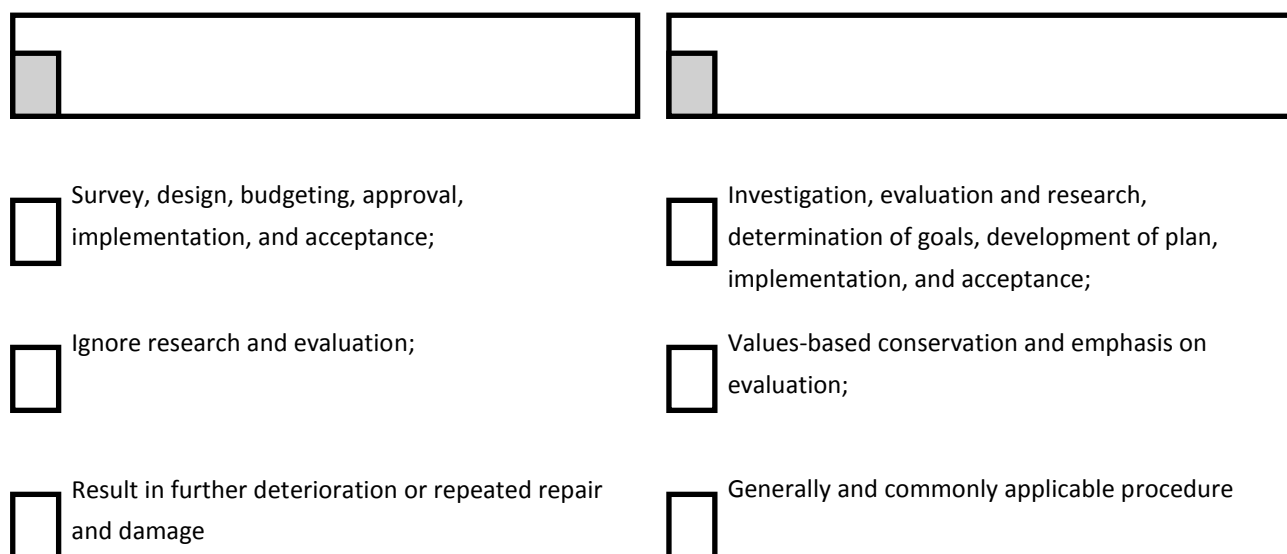 Survey, design, budgeting, approval,
implementation, and acceptance;
Ignore research and evaluation;
Result in further deterioration or repeated repair
and damage
Investigation, evaluation and research,
determination of goals, development of plan,
implementation, and acceptance;
Values-based conservation and emphasis on
evaluation;
Generally and commonly applicable procedure